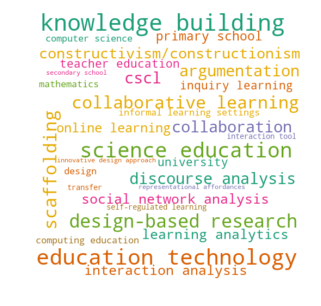 knowledge building
computer science
primary school
constructivism/constructionism
teacher education
secondary school
cscl
argumentation
mathematics
inquiry learning
collaborative learning
informal learning settings
online learning
collaboration
interaction tool
scaffolding
science education
innovative design approach
university
design
discourse analysis
transfer
representational affordances
social network analysis
self-regulated learning
design-based research
computing education
learning analytics
education technology
interaction analysis